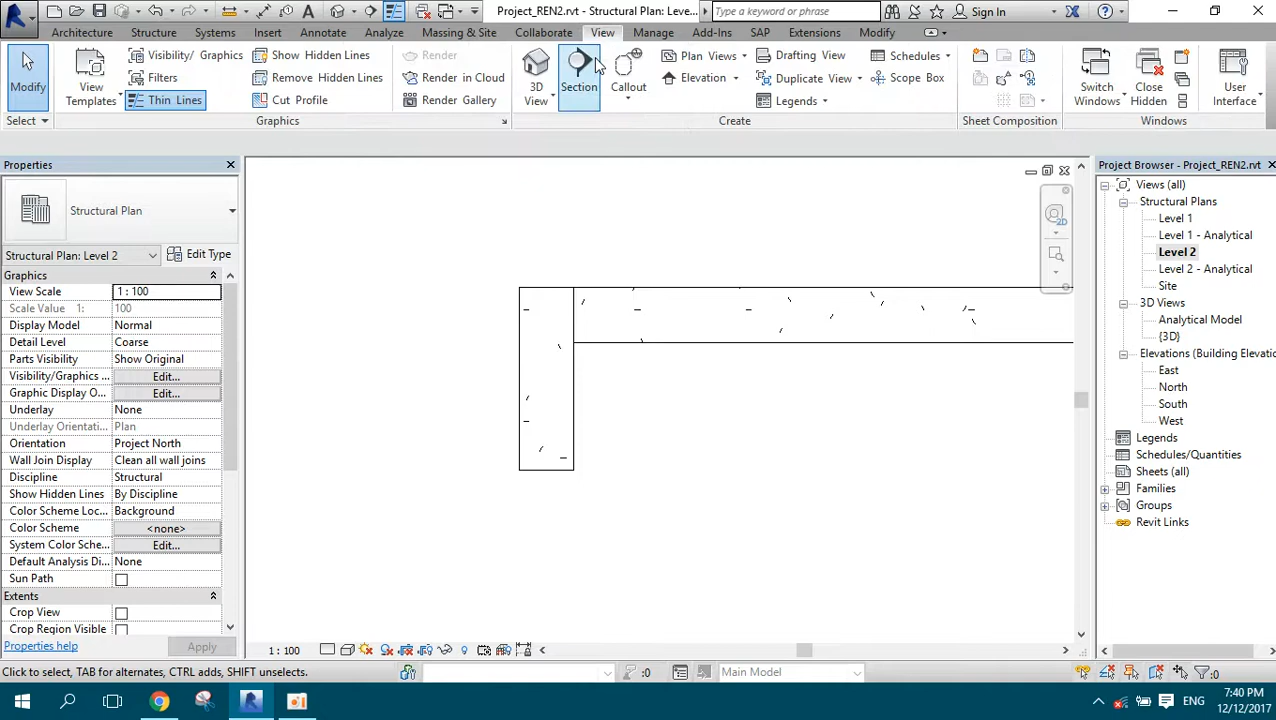 Project_REN2.rvt - Structural Plan: Leve...
Type a keyword or phrase
Sign In
Architecture Structure Systems Insert Annotate Analyze Massing & Site Collaborate View Manage Add-Ins SAP Extensions Modify
Modify
View Templates
Visibility/ Graphics
Filters
Thin Lines
Show Hidden Lines
Remove Hidden Lines
Cut Profile
Render
Render in Cloud
Render Gallery
3D View
Section
Callout
Plan Views
Elevation
Drafting View
Duplicate View
Legends
Schedules
Scope Box
Switch Windows
Close Hidden
User Interface
Select
Graphics
Create
Sheet Composition
Windows
Properties
Structural Plan
Structural Plan: Level 2
Edit Type
Graphics
View Scale 1 : 100
Scale Value 1: 100
Display Model Normal
Detail Level Coarse
Parts Visibility Show Original
Visibility/Graphics ... Edit...
Graphic Display O... Edit...
Underlay None
Underlay Orientation Plan
Orientation Project North
Wall Join Display Clean all wall joins
Discipline Structural
Show Hidden Lines By Discipline
Color Scheme Loc... Background
Color Scheme <none>
System Color Sche... Edit...
Default Analysis Di... None
Sun Path
Extents
Crop View
Crop Region Visible
Properties help
Apply
2D
Project Browser - Project_REN2.rvt
Views (all)
Structural Plans
Level 1
Level 1 - Analytical
Level 2
Level 2 - Analytical
Site
3D Views
Analytical Model
{3D}
Elevations (Building Elevatio
East
North
South
West
Legends
Schedules/Quantities
Sheets (all)
Families
Groups
Revit Links
1 : 100
Click to select, TAB for alternates, CTRL adds, SHIFT unselects.
:0
Main Model
:0
ENG
7:40 PM
12/12/2017